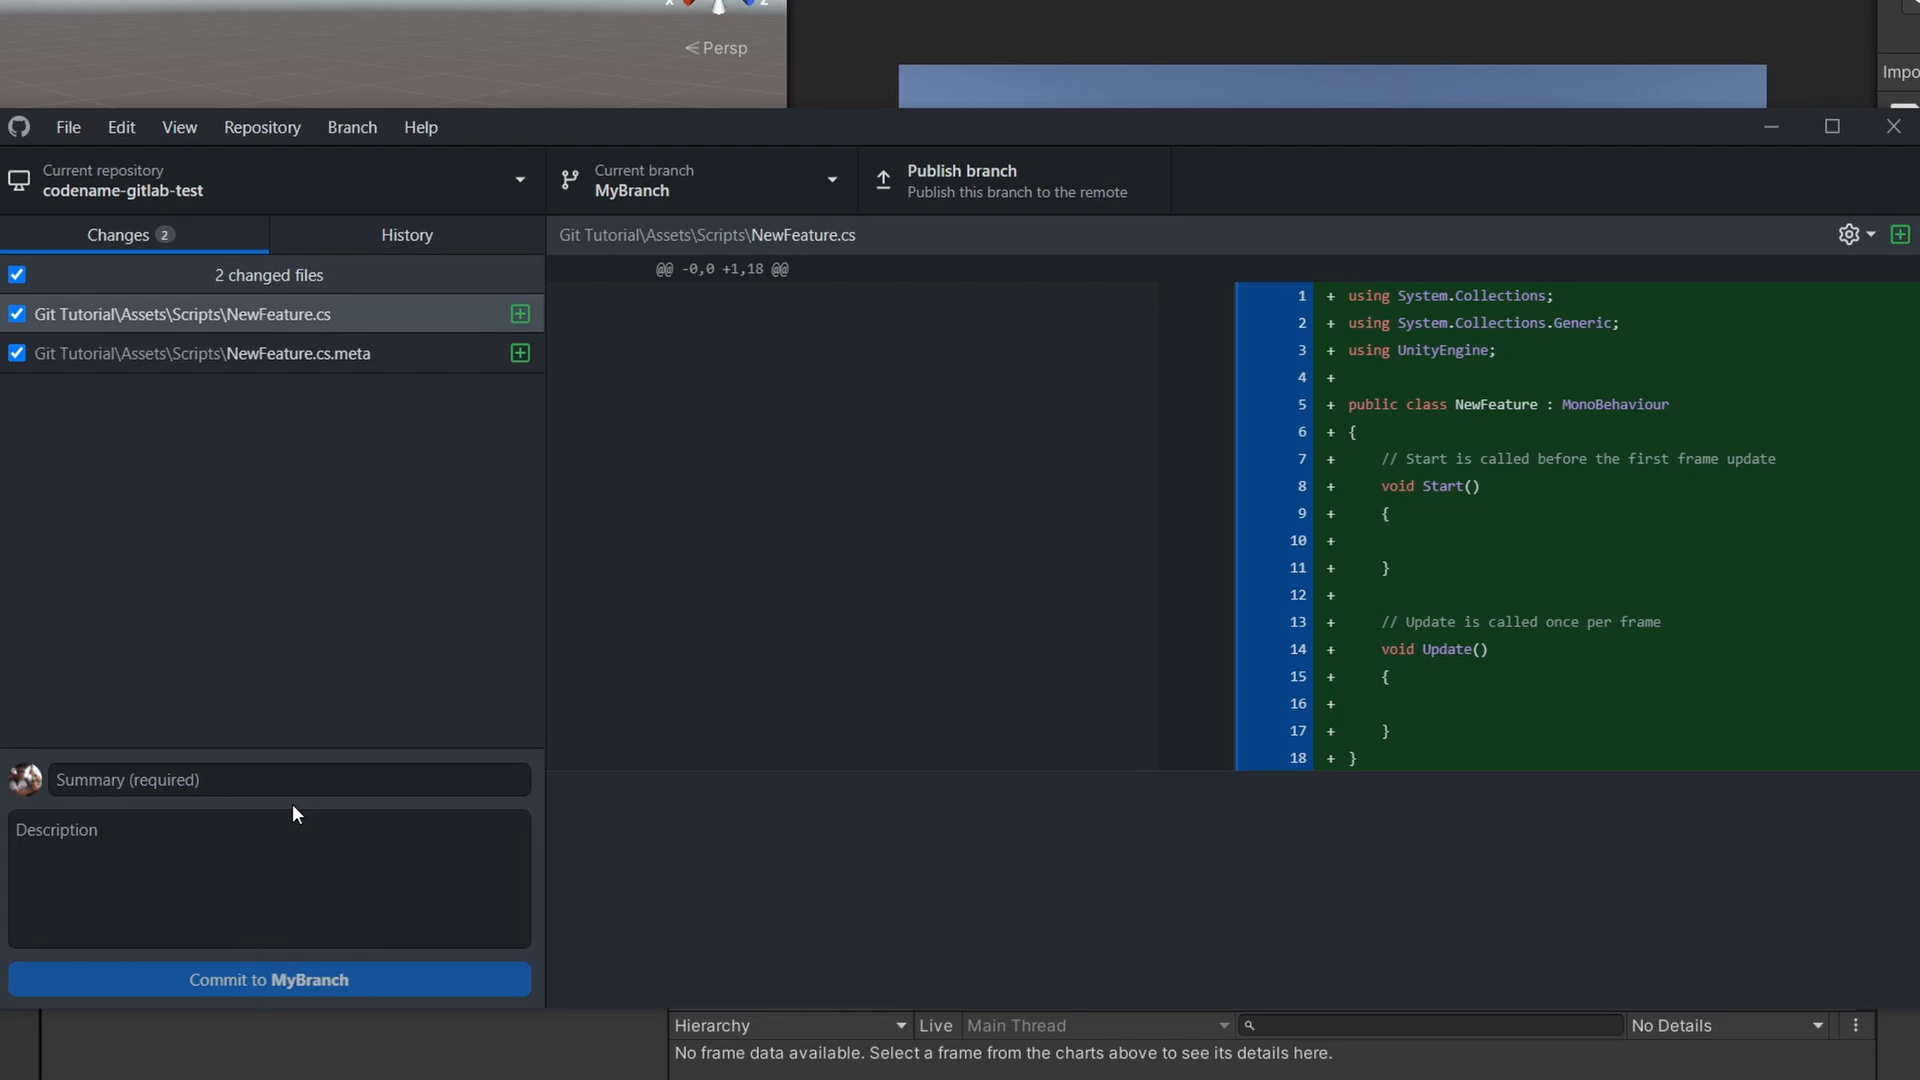 Persp
Impo
File Edit View Repository Branch Help
Current repository
codename-gitlab-test
Current branch
MyBranch
Publish branch
Publish this branch to the remote
Changes 2
History
Git Tutorial\Assets\Scripts\NewFeature.cs
2 changed files
@@ -0,0 +1,18 @@
Git Tutorial\Assets\Scripts\NewFeature.cs
Git Tutorial\Assets\Scripts\NewFeature.cs.meta
1 + using System.Collections;
2 + using System.Collections.Generic;
3 + using UnityEngine;
4 +
5 + public class NewFeature : MonoBehaviour
6 + {
7 + // Start is called before the first frame update
8 + void Start()
9 + {
10 +
11 + }
12 +
13 + // Update is called once per frame
14 + void Update()
15 + {
16 +
17 + }
18 + }
Summary (required)
Description
Commit to MyBranch
Hierarchy Live Main Thread No Details
No frame data available. Select a frame from the charts above to see its details here.